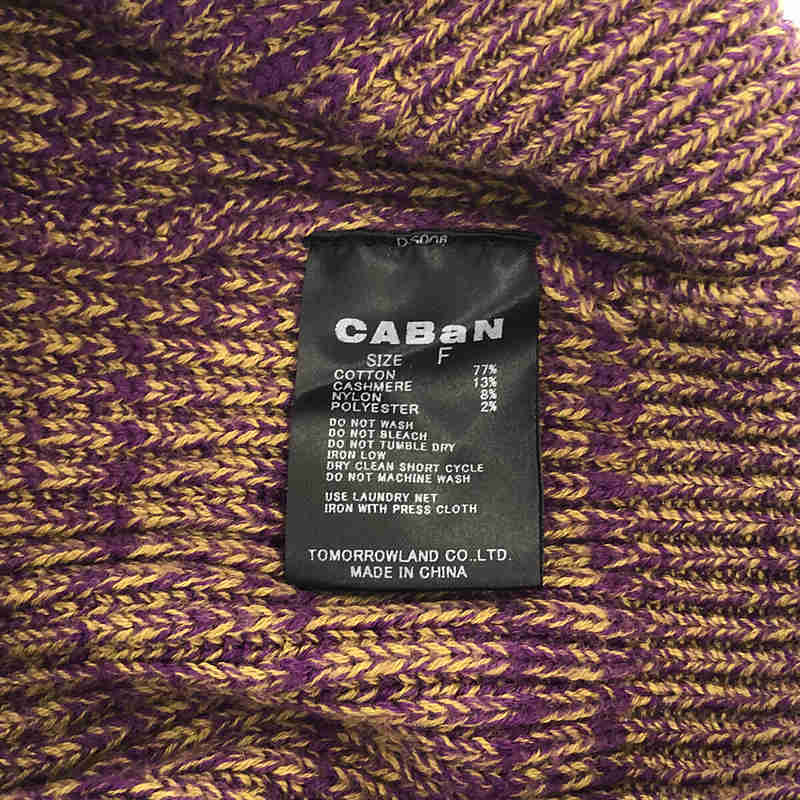 CABaN
SIZE F
COTTON 77%
CASHMERE 13%
NYLON 8%
POLYESTER 2%
DO NOT WASH
DO NOT BLEACH
DO NOT TUMBLE DRY
IRON LOW
DRY CLEAN SHORT CYCLE
DO NOT MACHINE WASH
USE LAUNDRY NET
IRON WITH PRESS CLOTH
TOMORROWLAND CO.,LTD.
MADE IN CHINA